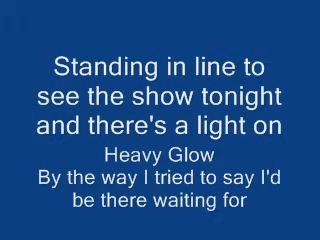 Standing in line to
see the show tonight
and there's a light on
Heavy Glow
By the way I tried to say I'd
be there waiting for